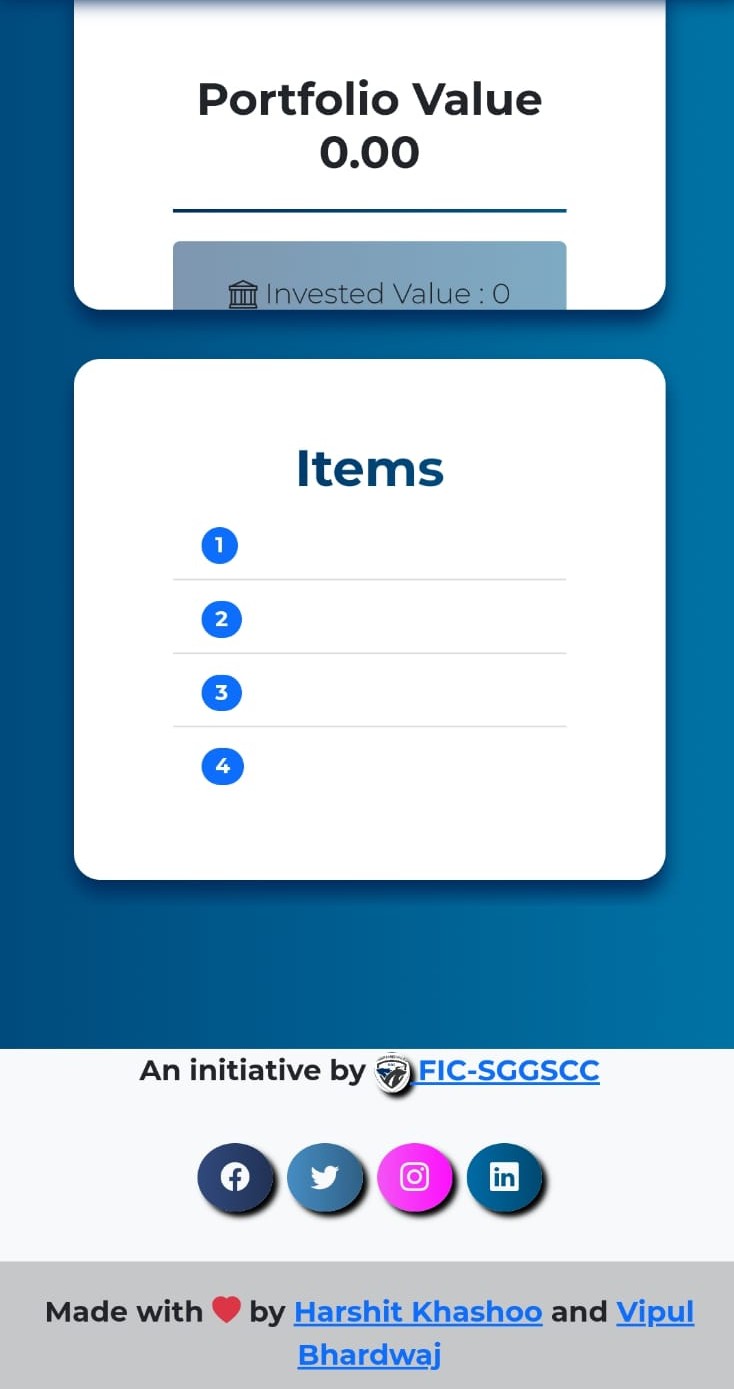 Portfolio Value
0.00
Invested Value : 0
Items
1
2
3
4
An initiative by FIC-SGGSCC
Made with ❤ by Harshit Khashoo and Vipul
Bhardwaj